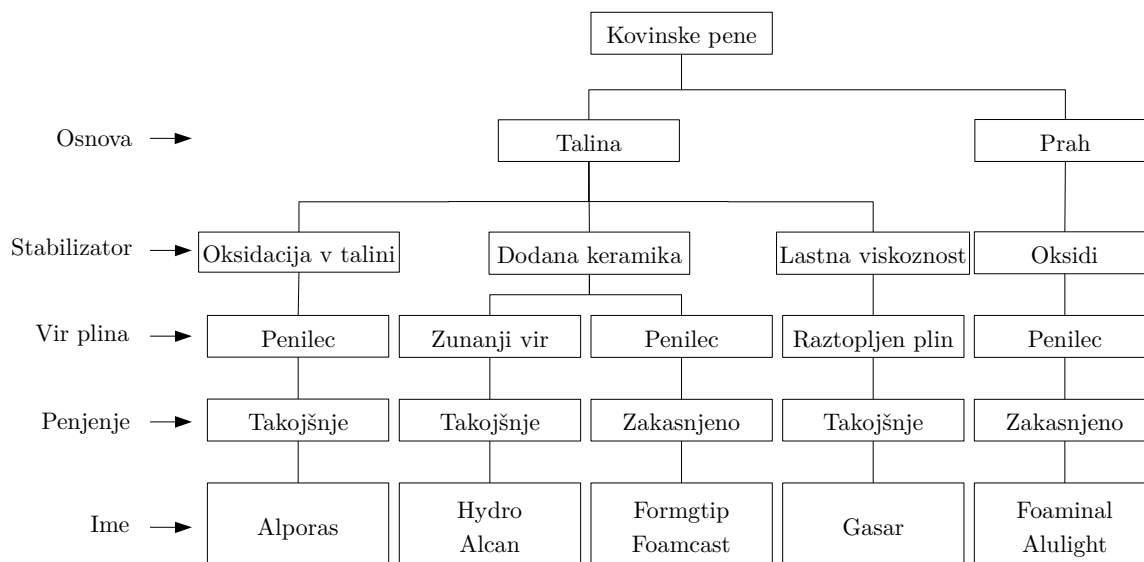 Kovinske pene
Osnova
Talina
Prah
Stabilizator
Oksidacija v talini
Dodana keramika
Lastna viskoznost
Oksidi
Vir plina
Penilec
Zunanji vir
Penilec
Raztopljen plin
Penilec
Penjenje
Takojšnje
Takojšnje
Zakasnjeno
Takojšnje
Zakasnjeno
Ime
Alporas
Hydro
Alcan
Formgtip
Foamcast
Gasar
Foaminal
Alulight